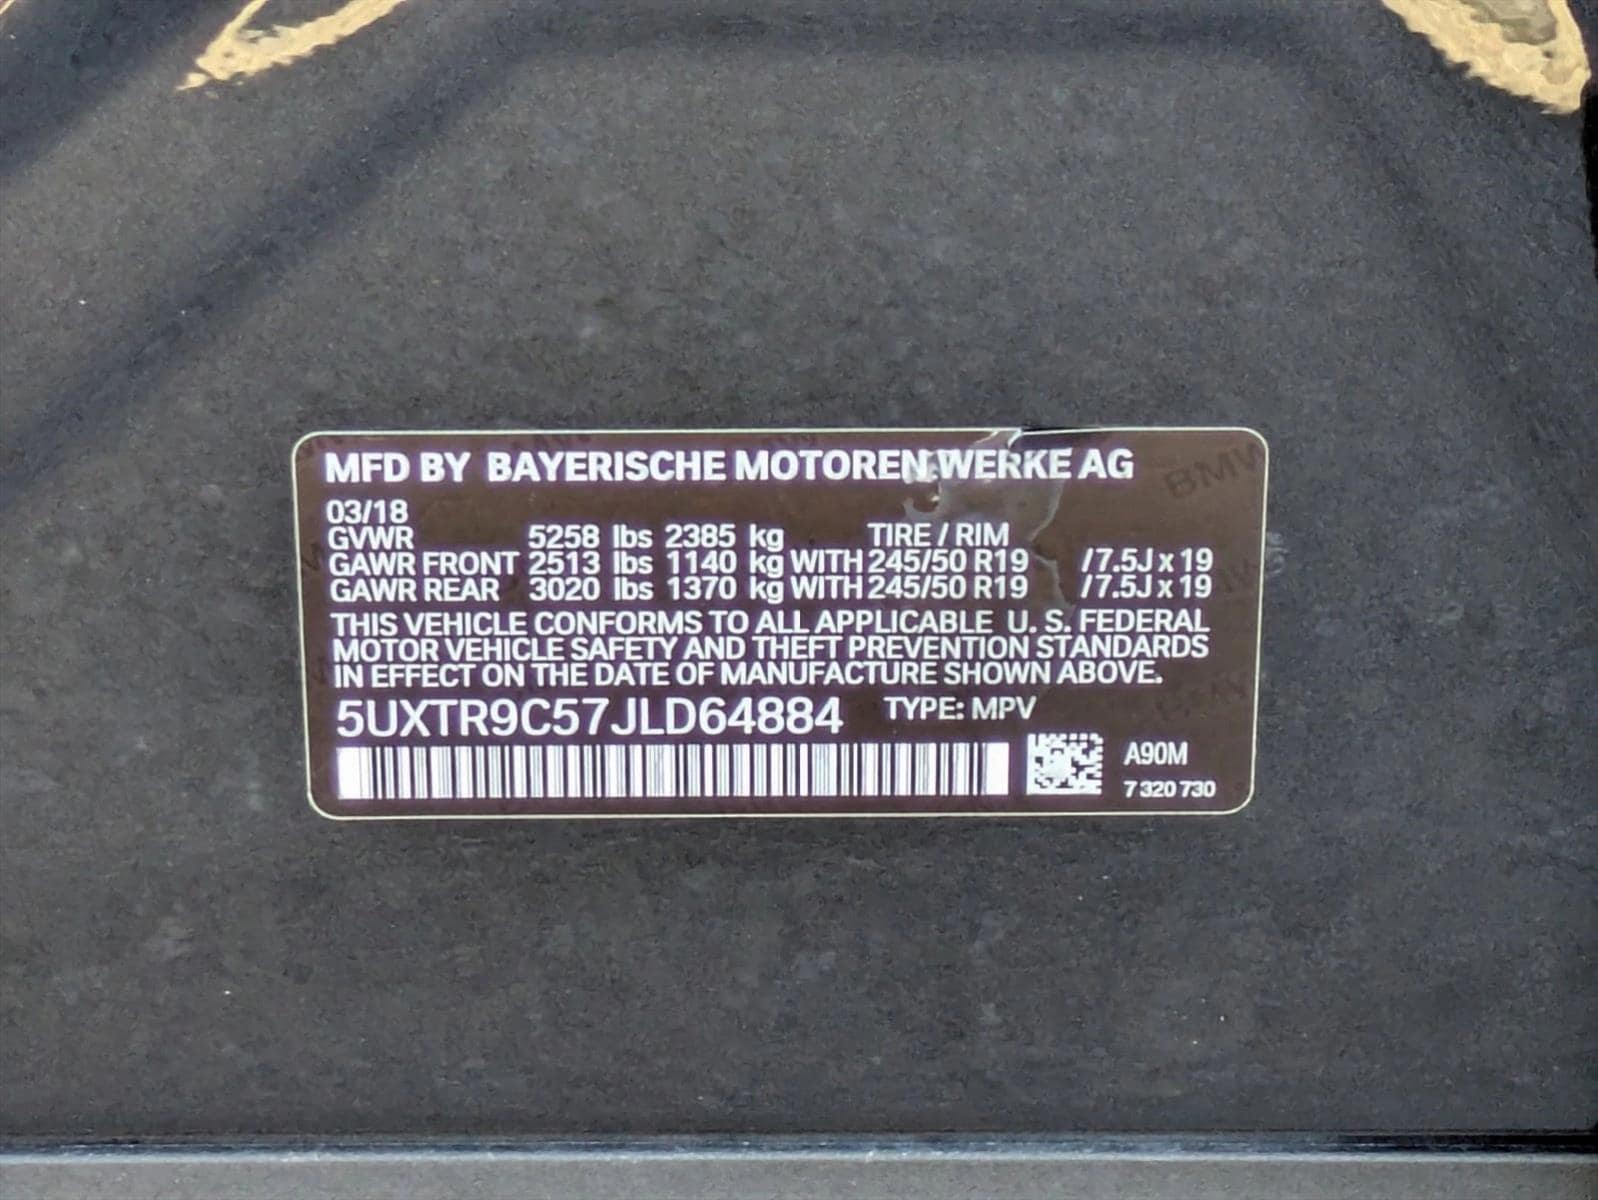 MFD BY BAYERISCHE MOTOREN WERKE AG
03/18
GVWR 5258 lbs 2385 kg TIRE / RIM
GAWR FRONT 2513 lbs 1140 kg WITH 245/50 R19 /7.5J x 19
GAWR REAR 3020 lbs 1370 kg WITH 245/50 R19 /7.5J x 19
THIS VEHICLE CONFORMS TO ALL APPLICABLE U. S. FEDERAL
MOTOR VEHICLE SAFETY AND THEFT PREVENTION STANDARDS
IN EFFECT ON THE DATE OF MANUFACTURE SHOWN ABOVE.
5UXTR9C57JLD64884 TYPE: MPV
A90M
7 320 730